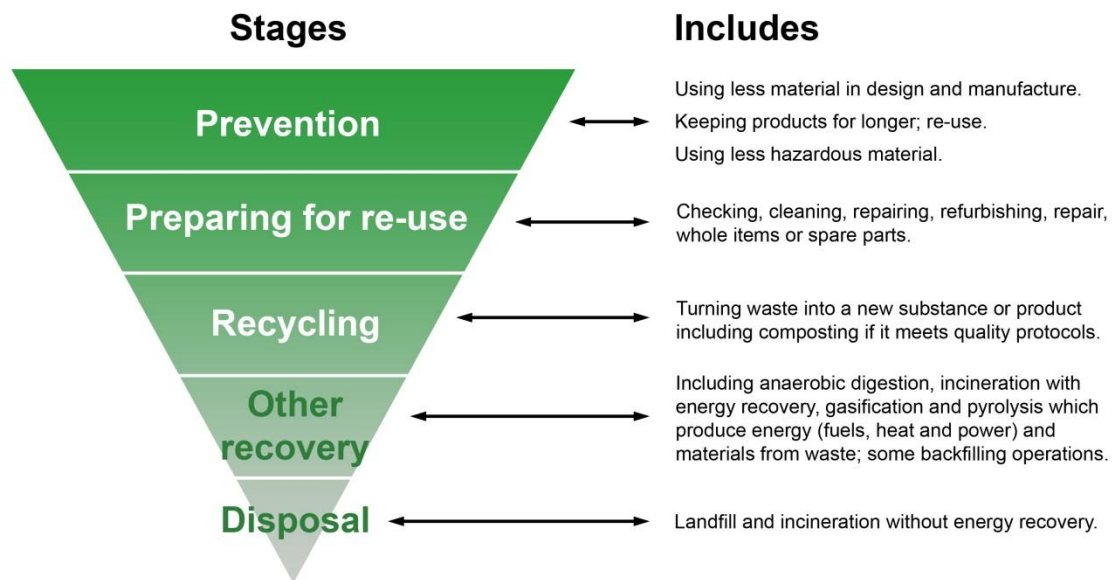 Stages
Includes
Prevention
Using less material in design and manufacture.
Keeping products for longer; re-use.
Using less hazardous material.
Preparing for re-use
Checking, cleaning, repairing, refurbishing, repair,
whole items or spare parts.
Recycling
Turning waste into a new substance or product
including composting if it meets quality protocols.
Other
recovery
Including anaerobic digestion, incineration with
energy recovery, gasification and pyrolysis which
produce energy (fuels, heat and power) and
materials from waste; some backfilling operations.
Disposal
Landfill and incineration without energy recovery.